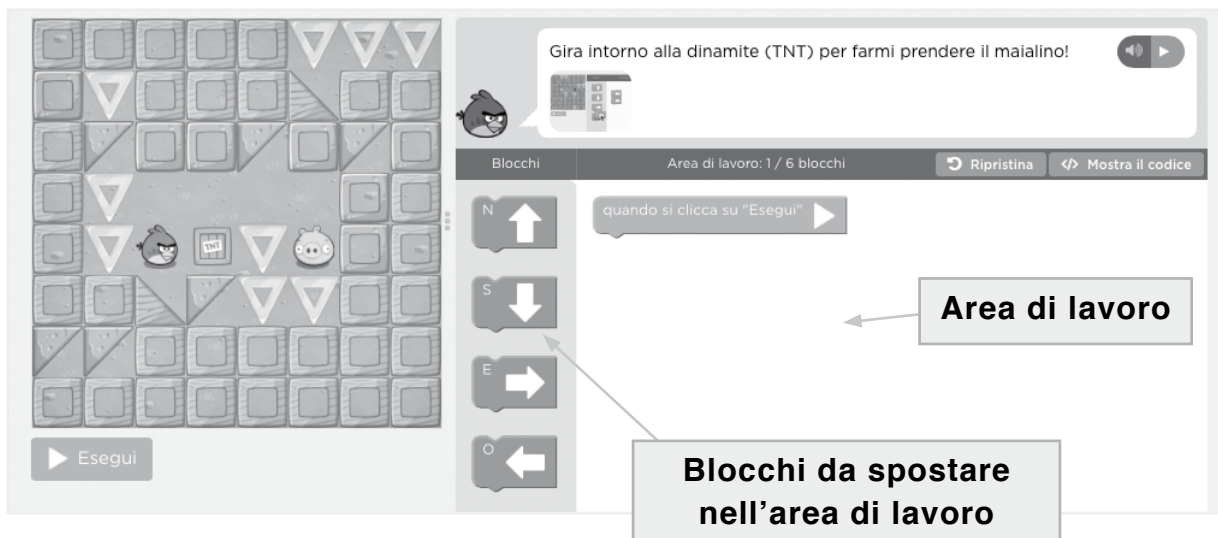 Gira intorno alla dinamite (TNT) per farmi prendere il maialino!
Blocchi
Area di lavoro: 1 / 6 blocchi
Ripristina
</> Mostra il codice
N
quando si clicca su "Esegui"
TNT
S
Area di lavoro
E
O
Esegui
Blocchi da spostare
nell'area di lavoro